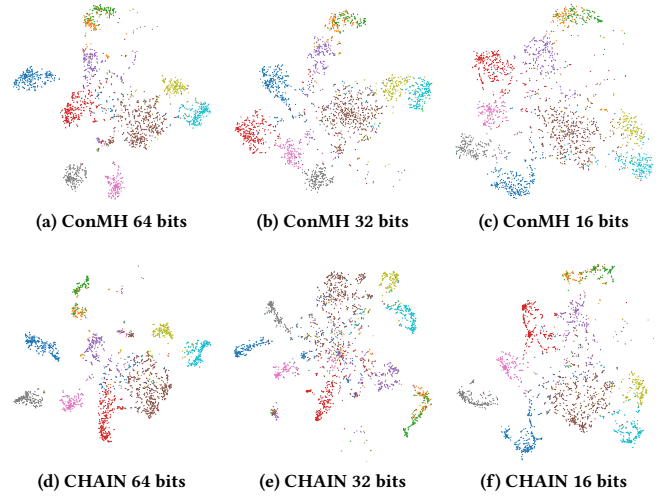 (a) ConMH 64 bits
(b) ConMH 32 bits
(c) ConMH 16 bits
(d) CHAIN 64 bits
(e) CHAIN 32 bits
(f) CHAIN 16 bits